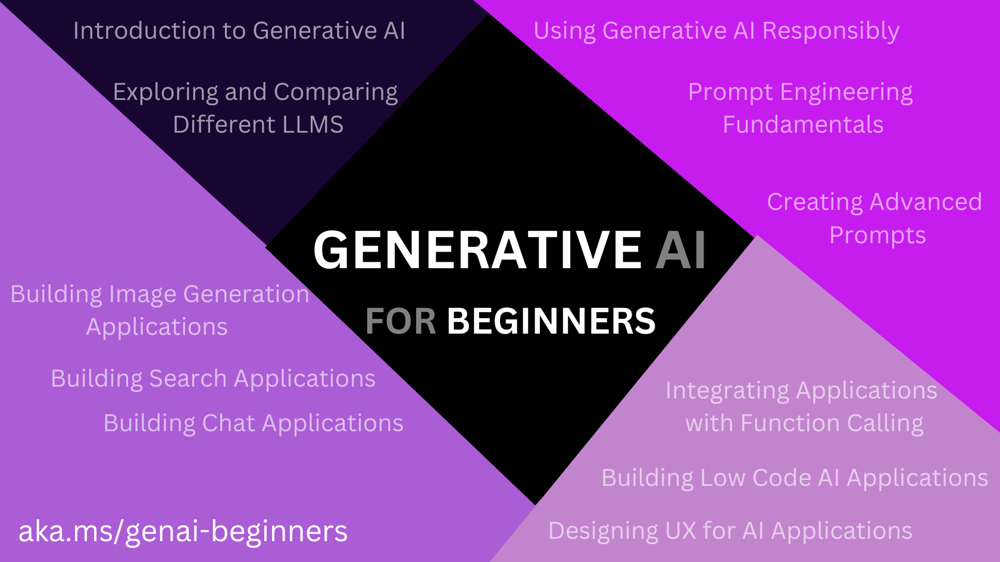 Introduction to Generative AI
Exploring and Comparing
Different LLMS
Using Generative AI Responsibly
Prompt Engineering
Fundamentals
Creating Advanced
Prompts
GENERATIVE AI
FOR BEGINNERS
Building Image Generation
Applications
Building Search Applications
Building Chat Applications
Integrating Applications
with Function Calling
Building Low Code AI Applications
Designing UX for AI Applications
aka.ms/genai-beginners